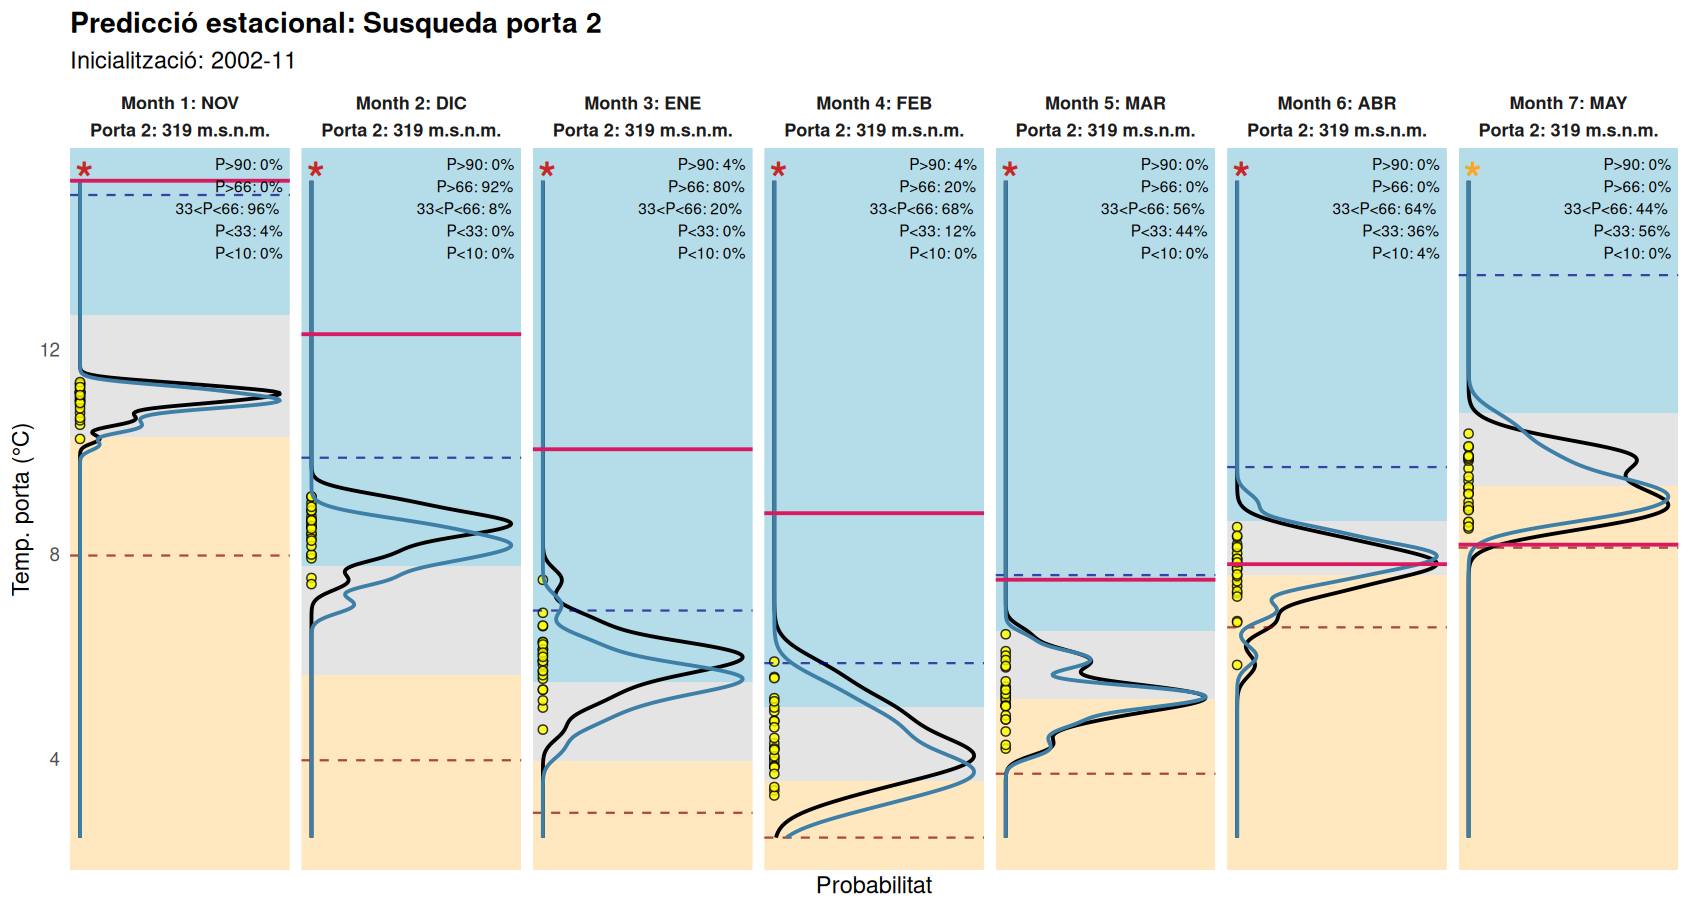 Predicció estacional: Susqueda porta 2
Inicialització: 2002-11
Month 1: NOV
Porta 2: 319 m.s.n.m.
Month 2: DIC
Porta 2: 319 m.s.n.m.
Month 3: ENE
Porta 2: 319 m.s.n.m.
Month 4: FEB
Porta 2: 319 m.s.n.m.
Month 5: MAR
Porta 2: 319 m.s.n.m.
Month 6: ABR
Porta 2: 319 m.s.n.m.
Month 7: MAY
Porta 2: 319 m.s.n.m.
*
P>90: 0%
P>66: 0%
33<P<66: 96%
P<33: 4%
P<10: 0%
*
P>90: 0%
P>66: 92%
33<P<66: 8%
P<33: 0%
P<10: 0%
*
P>90: 4%
P>66: 80%
33<P<66: 20%
P<33: 0%
P<10: 0%
*
P>90: 4%
P>66: 20%
33<P<66: 68%
P<33: 12%
P<10: 0%
*
P>90: 0%
P>66: 0%
33<P<66: 56%
P<33: 44%
P<10: 0%
*
P>90: 0%
P>66: 0%
33<P<66: 64%
P<33: 36%
P<10: 4%
*
P>90: 0%
P>66: 0%
33<P<66: 44%
P<33: 56%
P<10: 0%
12
8
4
Temp. porta (°C)
Probabilitat